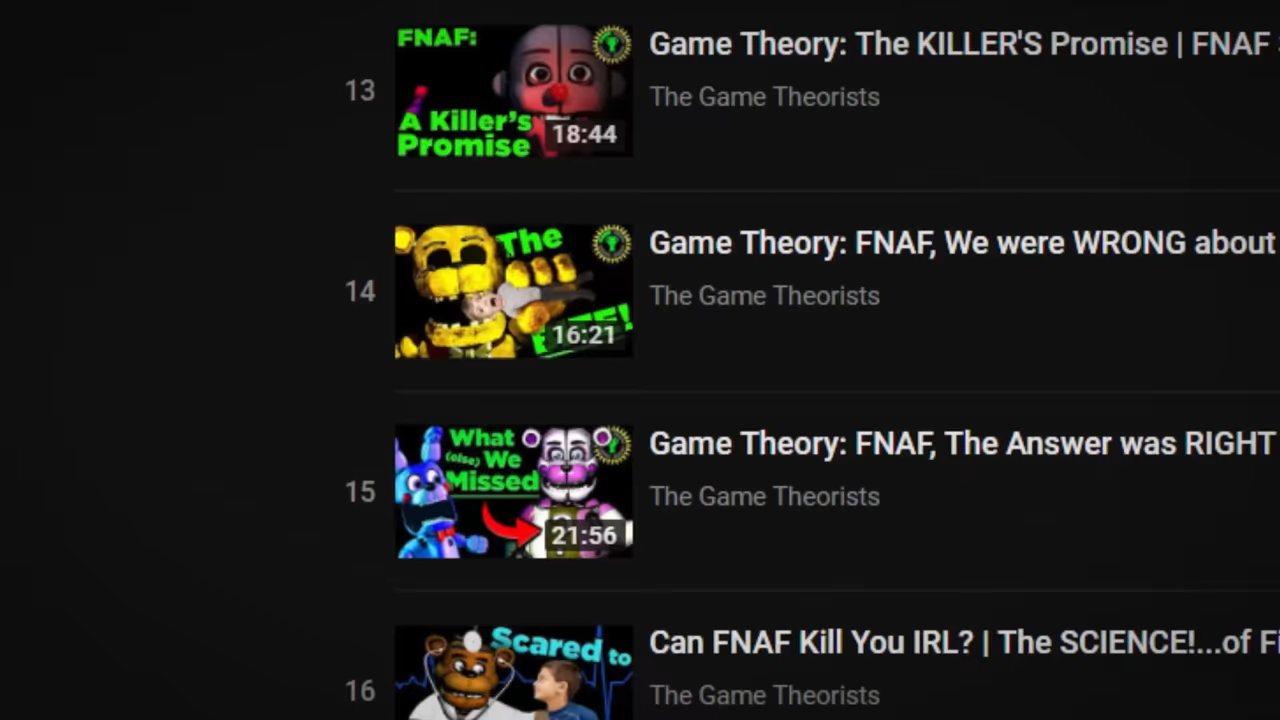 13
FNAF:
A Killer's
Promise
18:44
Game Theory: The KILLER'S Promise | FNAF
The Game Theorists
14
The
16:21
Game Theory: FNAF, We were WRONG about
The Game Theorists
15
What
(else) We
Missed
21:56
Game Theory: FNAF, The Answer was RIGHT
The Game Theorists
16
Scared to
Can FNAF Kill You IRL? | The SCIENCE!...of
The Game Theorists